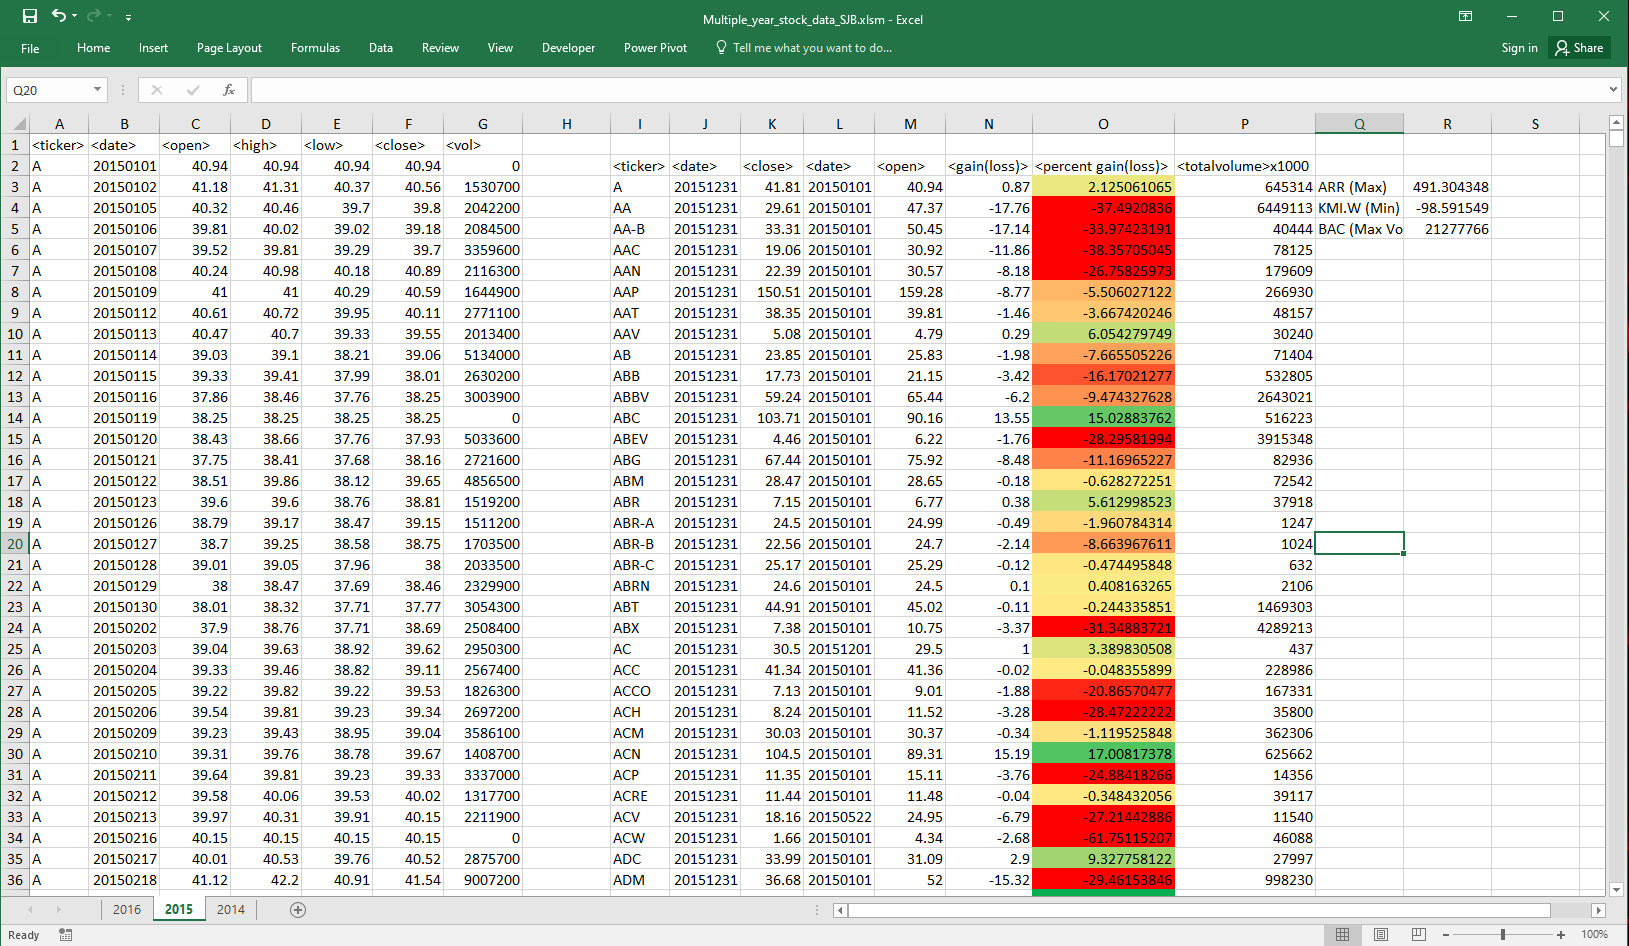 Multiple_year_stock_data_SJB.xlsm - Excel
File Home Insert Page Layout Formulas Data Review View Developer Power Pivot Tell me what you want to do... Sign in Share
Q20 fx
A B C D E F G H I J K L M N O P Q R S
1 <ticker> <date> <open> <high> <low> <close> <vol>
2 A 20150101 40.94 40.94 40.94 40.94 0 <ticker> <date> <close> <date> <open> <gain(loss)> <percent gain(loss)> <totalvolume>x1000
3 A 20150102 41.18 41.31 40.37 40.56 1530700 A 20151231 41.81 20150101 40.94 0.87 2.125061065 645314 ARR (Max) 491.304348
4 A 20150105 40.32 40.46 39.7 39.8 2042200 AA 20151231 29.61 20150101 47.37 -17.76 -37.4920836 6449113 KMI.W (Min) -98.591549
5 A 20150106 39.81 40.02 39.02 39.18 2084500 AA-B 20151231 33.31 20150101 50.45 -17.14 -33.97423191 40444 BAC (Max Vo 21277766
6 A 20150107 39.52 39.81 39.29 39.7 3359600 AAC 20151231 19.06 20150101 30.92 -11.86 -38.35705045 78125
7 A 20150108 40.24 40.98 40.18 40.89 2116300 AAN 20151231 22.39 20150101 30.57 -8.18 -26.75825973 179609
8 A 20150109 41 41 40.29 40.59 1644900 AAP 20151231 150.51 20150101 159.28 -8.77 -5.506027122 266930
9 A 20150112 40.61 40.72 39.95 40.11 2771100 AAT 20151231 38.35 20150101 39.81 -1.46 -3.667420246 48157
10 A 20150113 40.47 40.7 39.33 39.55 2013400 AAV 20151231 5.08 20150101 4.79 0.29 6.054279749 30240
11 A 20150114 39.03 39.1 38.21 39.06 5134000 AB 20151231 23.85 20150101 25.83 -1.98 -7.665505226 71404
12 A 20150115 39.33 39.41 37.99 38.01 2630200 ABB 20151231 17.73 20150101 21.15 -3.42 -16.17021277 532805
13 A 20150116 37.86 38.46 37.76 38.25 3003900 ABBV 20151231 59.24 20150101 65.44 -6.2 -9.474327628 2643021
14 A 20150119 38.25 38.25 38.25 38.25 0 ABC 20151231 103.71 20150101 90.16 13.55 15.02883762 516223
15 A 20150120 38.43 38.66 37.76 37.93 5033600 ABEV 20151231 4.46 20150101 6.22 -1.76 -28.29581994 3915348
16 A 20150121 37.75 38.41 37.68 38.16 2721600 ABG 20151231 67.44 20150101 75.92 -8.48 -11.16965227 82936
17 A 20150122 38.51 39.86 38.12 39.65 4856500 ABM 20151231 28.47 20150101 28.65 -0.18 -0.628272251 72542
18 A 20150123 39.6 39.6 38.76 38.81 1519200 ABR 20151231 7.15 20150101 6.77 0.38 5.612998523 37918
19 A 20150126 38.79 39.17 38.47 39.15 1511200 ABR-A 20151231 24.5 20150101 24.99 -0.49 -1.960784314 1247
20 A 20150127 38.7 39.25 38.58 38.75 1703500 ABR-B 20151231 22.56 20150101 24.7 -2.14 -8.663967611 1024
21 A 20150128 39.01 39.05 37.96 38 2033500 ABR-C 20151231 25.17 20150101 25.29 -0.12 -0.474495848 632
22 A 20150129 38 38.47 37.69 38.46 2329900 ABRN 20151231 24.6 20150101 24.5 0.1 0.408163265 2106
23 A 20150130 38.01 38.32 37.71 37.77 3054300 ABT 20151231 44.91 20150101 45.02 -0.11 -0.244335851 1469303
24 A 20150202 37.9 38.76 37.71 38.69 2508400 ABX 20151231 7.38 20150101 10.75 -3.37 -31.34883721 4289213
25 A 20150203 39.04 39.63 38.92 39.62 2950300 AC 20151231 30.5 20151201 29.5 1 3.389830508 437
26 A 20150204 39.33 39.46 38.82 39.11 2567400 ACC 20151231 41.34 20150101 41.36 -0.02 -0.048355899 228986
27 A 20150205 39.22 39.82 39.22 39.53 1826300 ACCO 20151231 7.13 20150101 9.01 -1.88 -20.86570477 167331
28 A 20150206 39.54 39.81 39.23 39.34 2697200 ACH 20151231 8.24 20150101 11.52 -3.28 -28.47222222 35800
29 A 20150209 39.23 39.43 38.95 39.04 3586100 ACM 20151231 30.03 20150101 30.37 -0.34 -1.119525848 362306
30 A 20150210 39.31 39.76 38.78 39.67 1408700 ACN 20151231 104.5 20150101 89.31 15.19 17.00817378 625662
31 A 20150211 39.64 39.81 39.23 39.33 3337000 ACP 20151231 11.35 20150101 15.11 -3.76 -24.88418266 14356
32 A 20150212 39.58 40.06 39.53 40.02 1317700 ACRE 20151231 11.44 20150101 11.48 -0.04 -0.348432056 39117
33 A 20150213 39.97 40.31 39.91 40.15 2211900 ACV 20151231 18.16 20150522 24.95 -6.79 -27.21442886 11540
34 A 20150216 40.15 40.15 40.15 40.15 0 ACW 20151231 1.66 20150101 4.34 -2.68 -61.75115207 46088
35 A 20150217 40.01 40.53 39.76 40.52 2875700 ADC 20151231 33.99 20150101 31.09 2.9 9.327758122 27997
36 A 20150218 41.12 42.2 40.91 41.54 9007200 ADM 20151231 36.68 20150101 52 -15.32 -29.46153846 998230
2016 2015 2014
Ready 100%